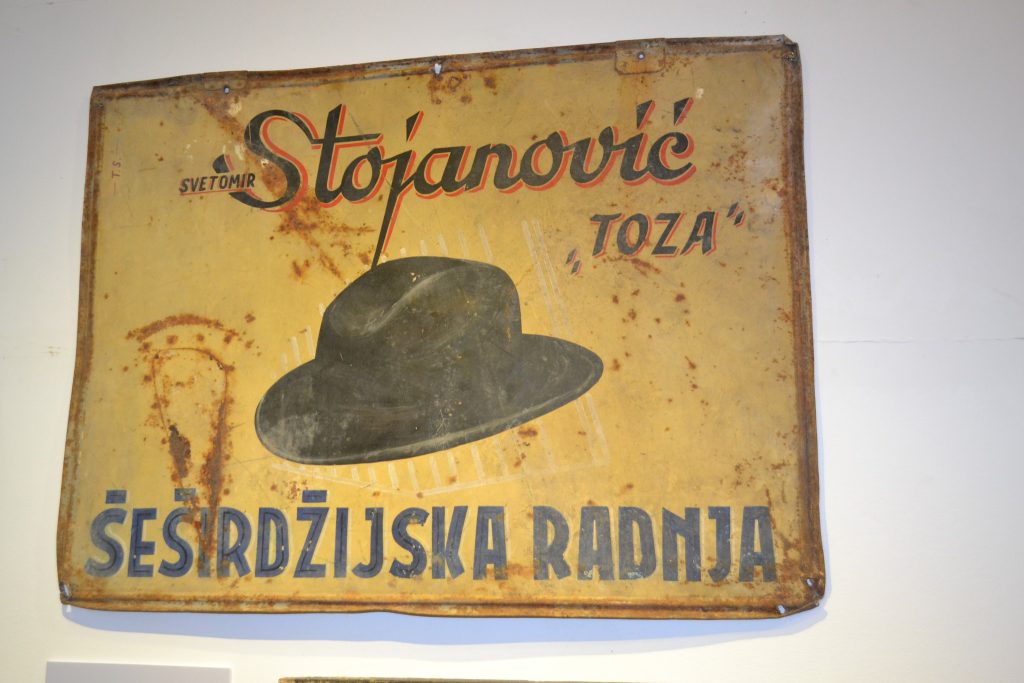 T.S.
SVETOMIR Stojanović
„TOZA”
ŠEŠIRDŽIJSKA RADNJA